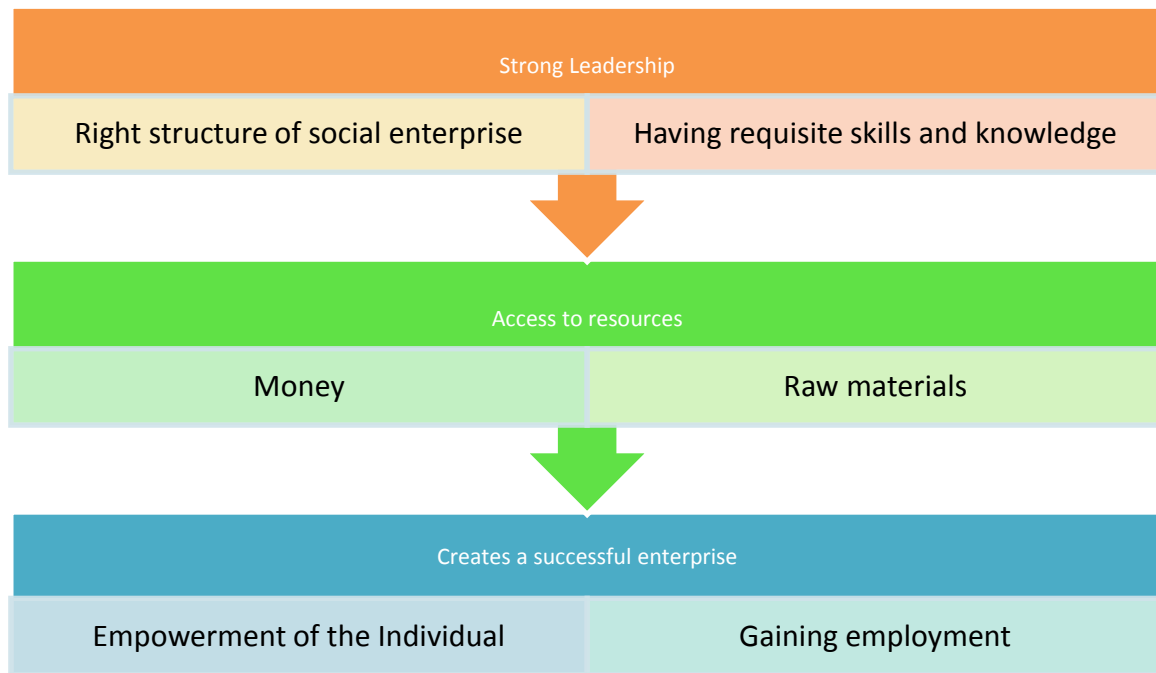 Strong Leadership
Right structure of social enterprise
Having requisite skills and knowledge
Access to resources
Money
Raw materials
Creates a successful enterprise
Empowerment of the Individual
Gaining employment